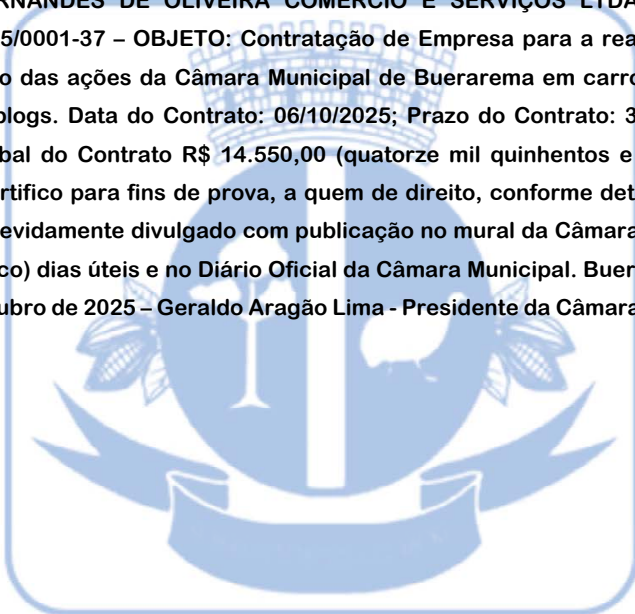 RNANDES DE OLIVEIRA COMERCIO E SERVIÇOS LTDA
5/0001-37 – OBJETO: Contratação de Empresa para a rea
o das ações da Câmara Municipal de Buerarema em carro
blogs. Data do Contrato: 06/10/2025; Prazo do Contrato: 3
bal do Contrato R$ 14.550,00 (quatorze mil quinhentos e
rtifico para fins de prova, a quem de direito, conforme det
evidamente divulgado com publicação no mural da Câmara
co) dias úteis e no Diário Oficial da Câmara Municipal. Buer
ubro de 2025 – Geraldo Aragão Lima - Presidente da Câmara